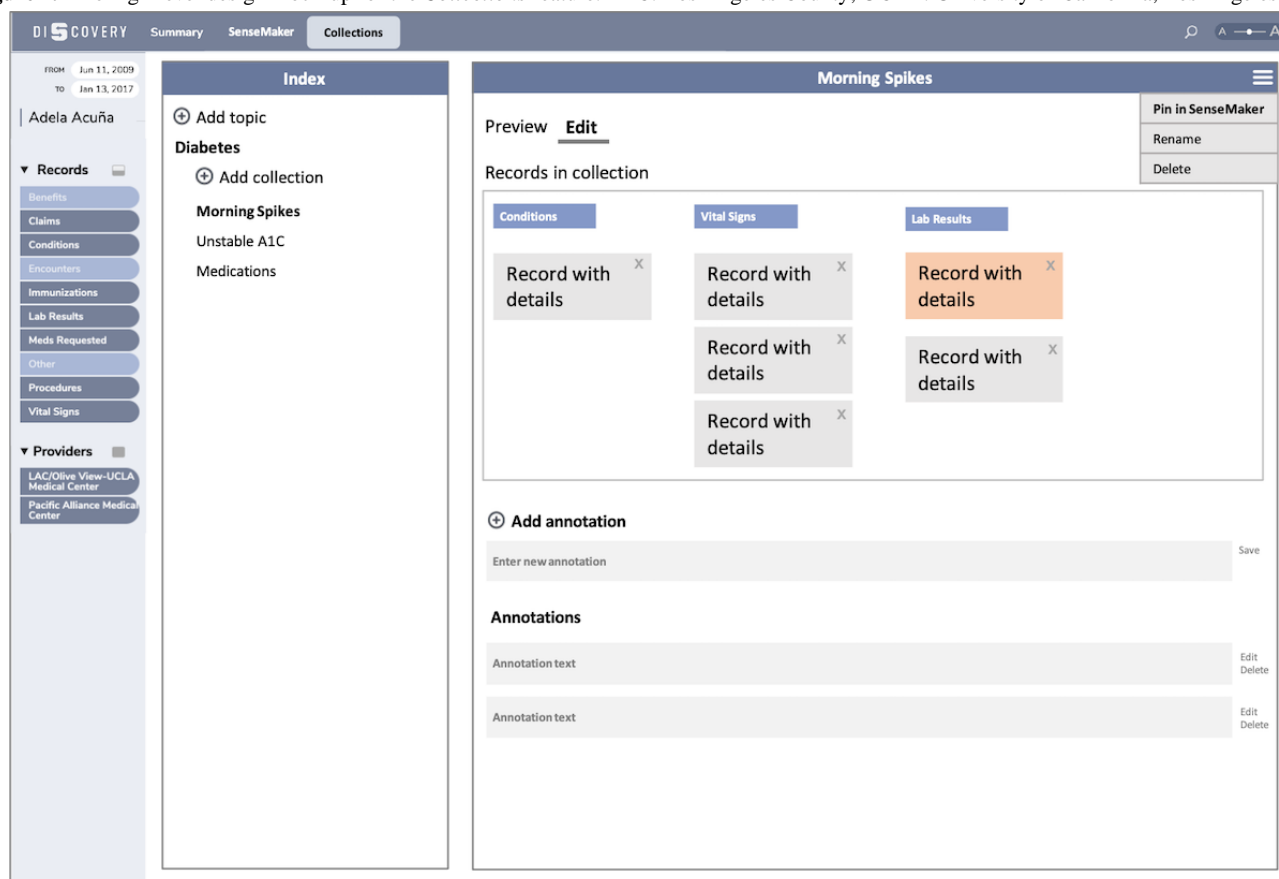 DISCOVERY
Summary
SenseMaker
Collections
A
A
FROM Jun 11, 2009
TO Jan 13, 2017
Adela Acuña
Records
Benefits
Claims
Conditions
Encounters
Immunizations
Lab Results
Meds Requested
Other
Procedures
Vital Signs
Providers
LAC/Olive View-UCLA
Medical Center
Pacific Alliance Medical
Center
Index
Add topic
Diabetes
Add collection
Morning Spikes
Unstable A1C
Medications
Morning Spikes
Pin in SenseMaker
Rename
Delete
Preview Edit
Records in collection
Conditions
Record with
details
X
Vital Signs
Record with
details
X
Record with
details
X
Record with
details
X
Lab Results
Record with
details
X
Record with
details
X
Add annotation
Enter new annotation
Save
Annotations
Annotation text
Edit
Delete
Annotation text
Edit
Delete